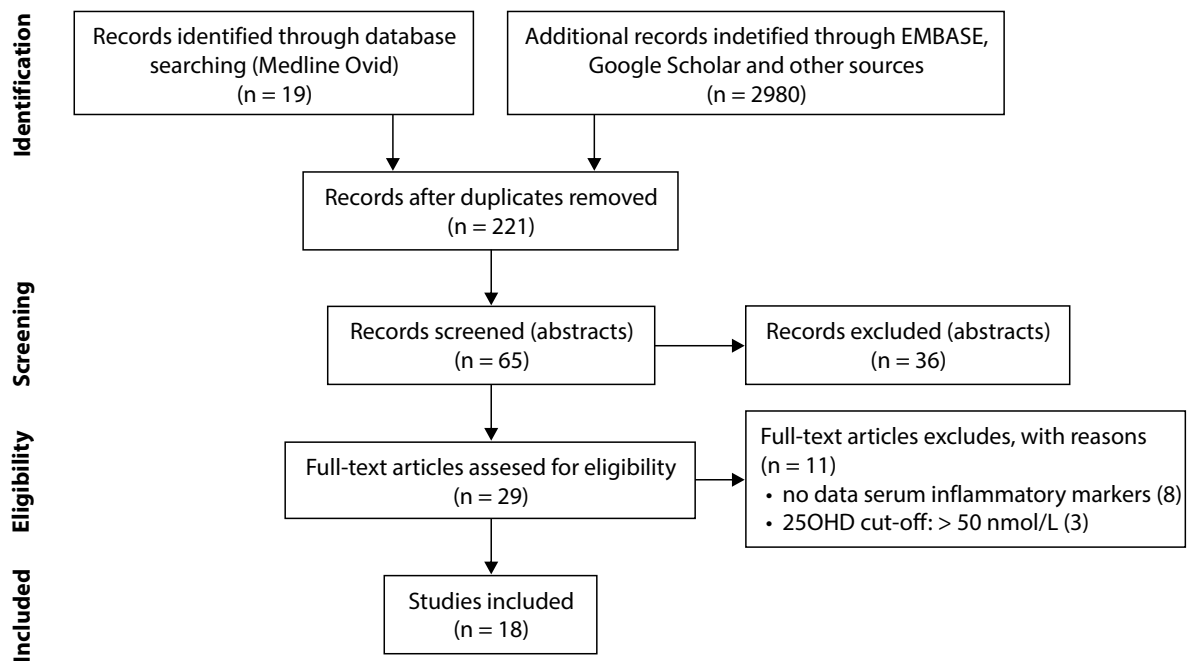 Identification
Records identified through database
searching (Medline Ovid)
(n = 19)
Additional records indetified through EMBASE,
Google Scholar and other sources
(n = 2980)
Records after duplicates removed
(n = 221)
Screening
Records screened (abstracts)
(n = 65)
Records excluded (abstracts)
(n = 36)
Eligibility
Full-text articles assesed for eligibility
(n = 29)
Full-text articles excludes, with reasons
(n = 11)
• no data serum inflammatory markers (8)
• 25OHD cut-off: > 50 nmol/L (3)
Included
Studies included
(n = 18)